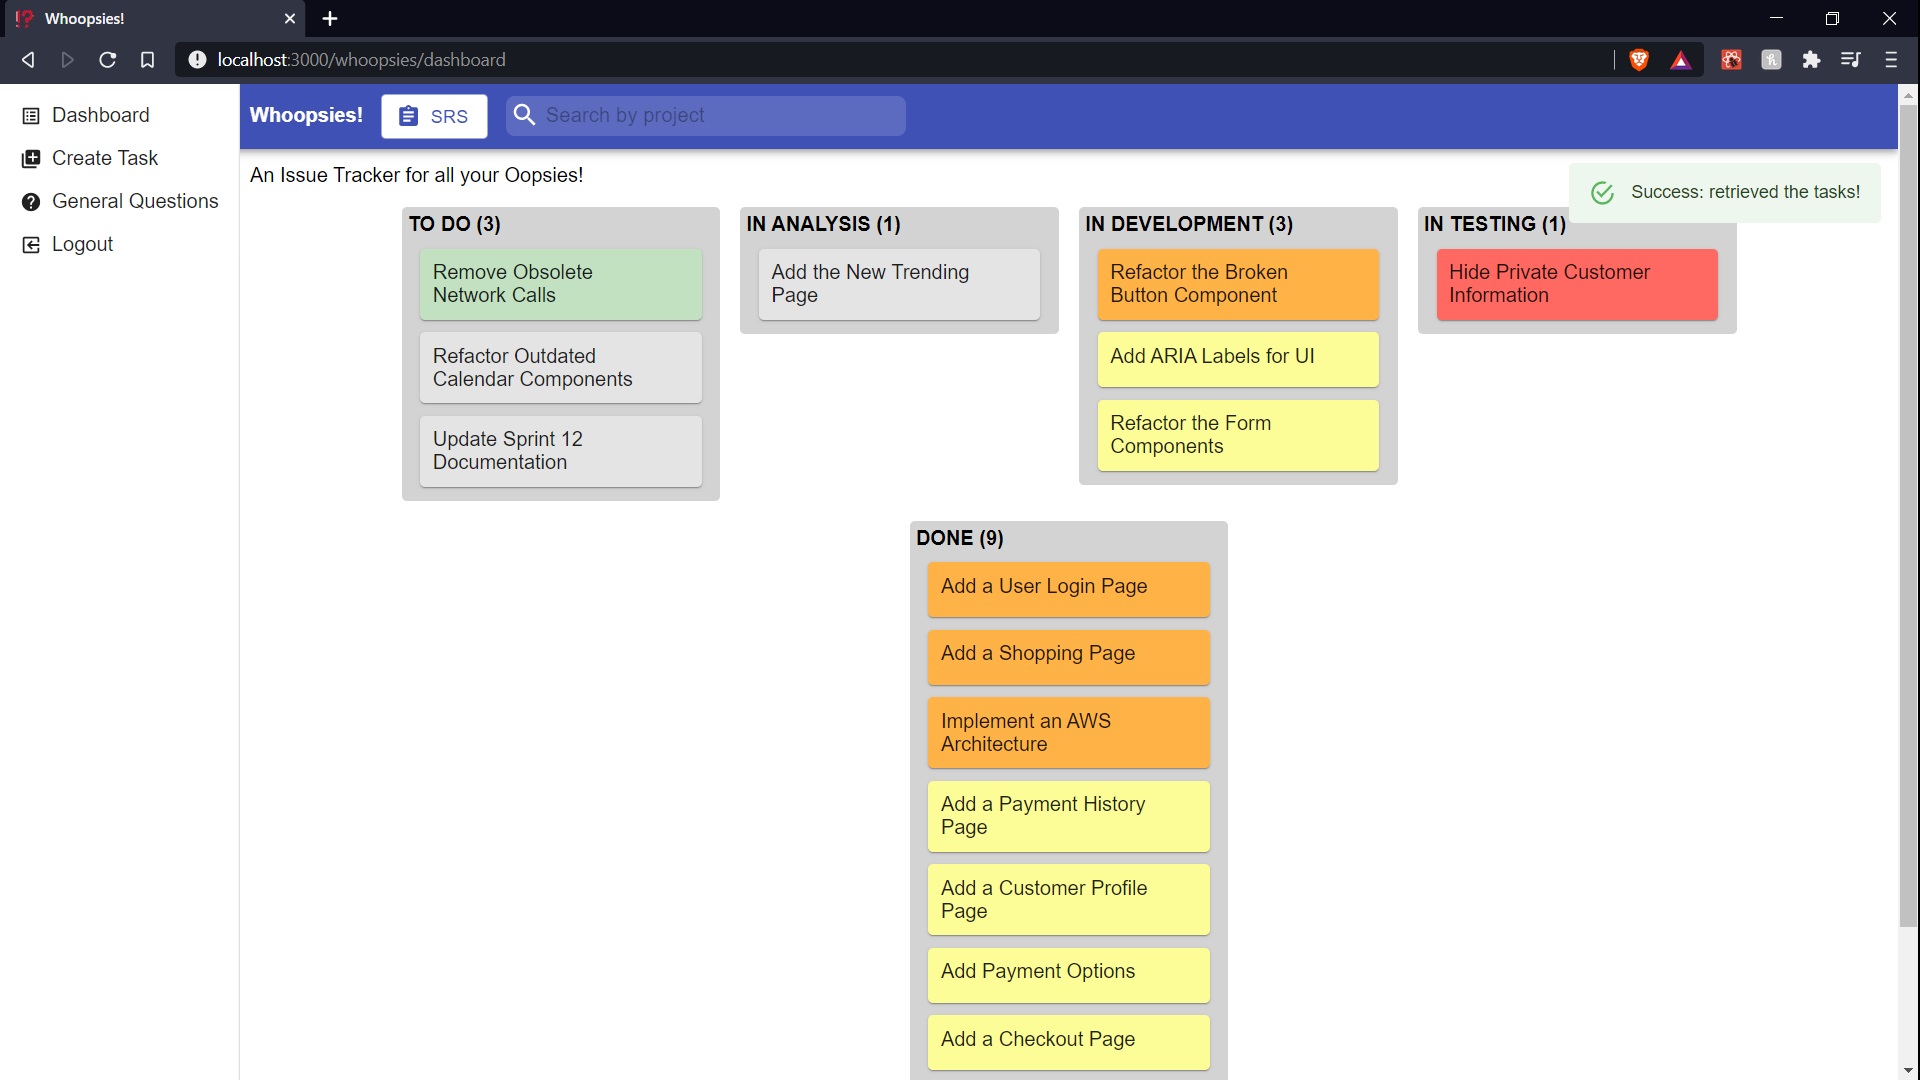 Whoopsies!
localhost:3000/whoopsies/dashboard
Dashboard
Create Task
General Questions
Logout
Whoopsies!
SRS
Search by project
An Issue Tracker for all your Oopsies!
Success: retrieved the tasks!
TO DO (3)
Remove Obsolete
Network Calls
Refactor Outdated
Calendar Components
Update Sprint 12
Documentation
IN ANALYSIS (1)
Add the New Trending
Page
IN DEVELOPMENT (3)
Refactor the Broken
Button Component
Add ARIA Labels for UI
Refactor the Form
Components
IN TESTING (1)
Hide Private Customer
Information
DONE (9)
Add a User Login Page
Add a Shopping Page
Implement an AWS
Architecture
Add a Payment History
Page
Add a Customer Profile
Page
Add Payment Options
Add a Checkout Page